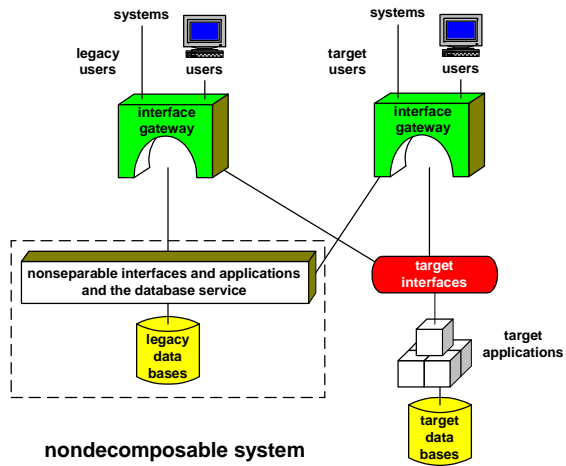 systems
legacy
users
users
interface
gateway
systems
target
users
users
interface
gateway
nonseparable interfaces and applications
and the database service
target
interfaces
legacy
data
bases
target
applications
target
data
bases
nondecomposable system